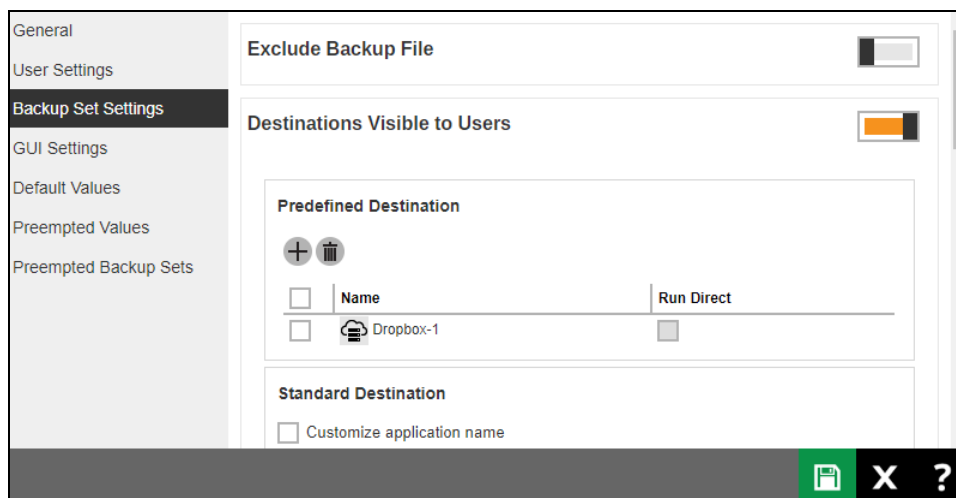 General
User Settings
Backup Set Settings
GUI Settings
Default Values
Preempted Values
Preempted Backup Sets
Exclude Backup File
Destinations Visible to Users
Predefined Destination
Name Run Direct
Dropbox-1
Standard Destination
Customize application name
X ?